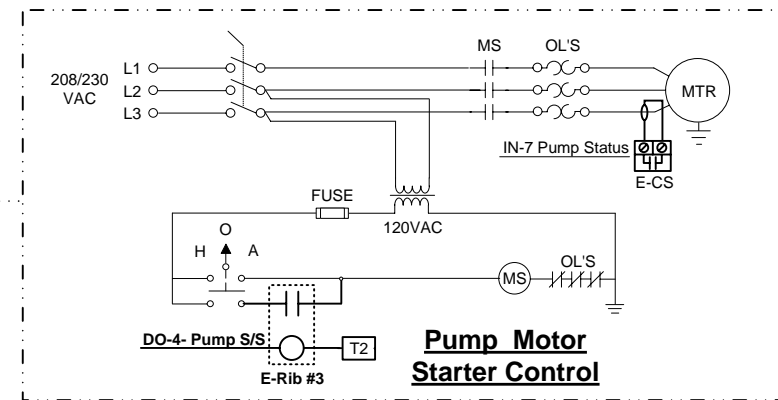 MS
OL'S
208/230
VAC
L1
L2
L3
MTR
IN-7 Pump Status
E-CS
FUSE
120VAC
O
H
A
OL'S
MS
DO-4- Pump S/S
T2
E-Rib #3
Pump Motor
Starter Control